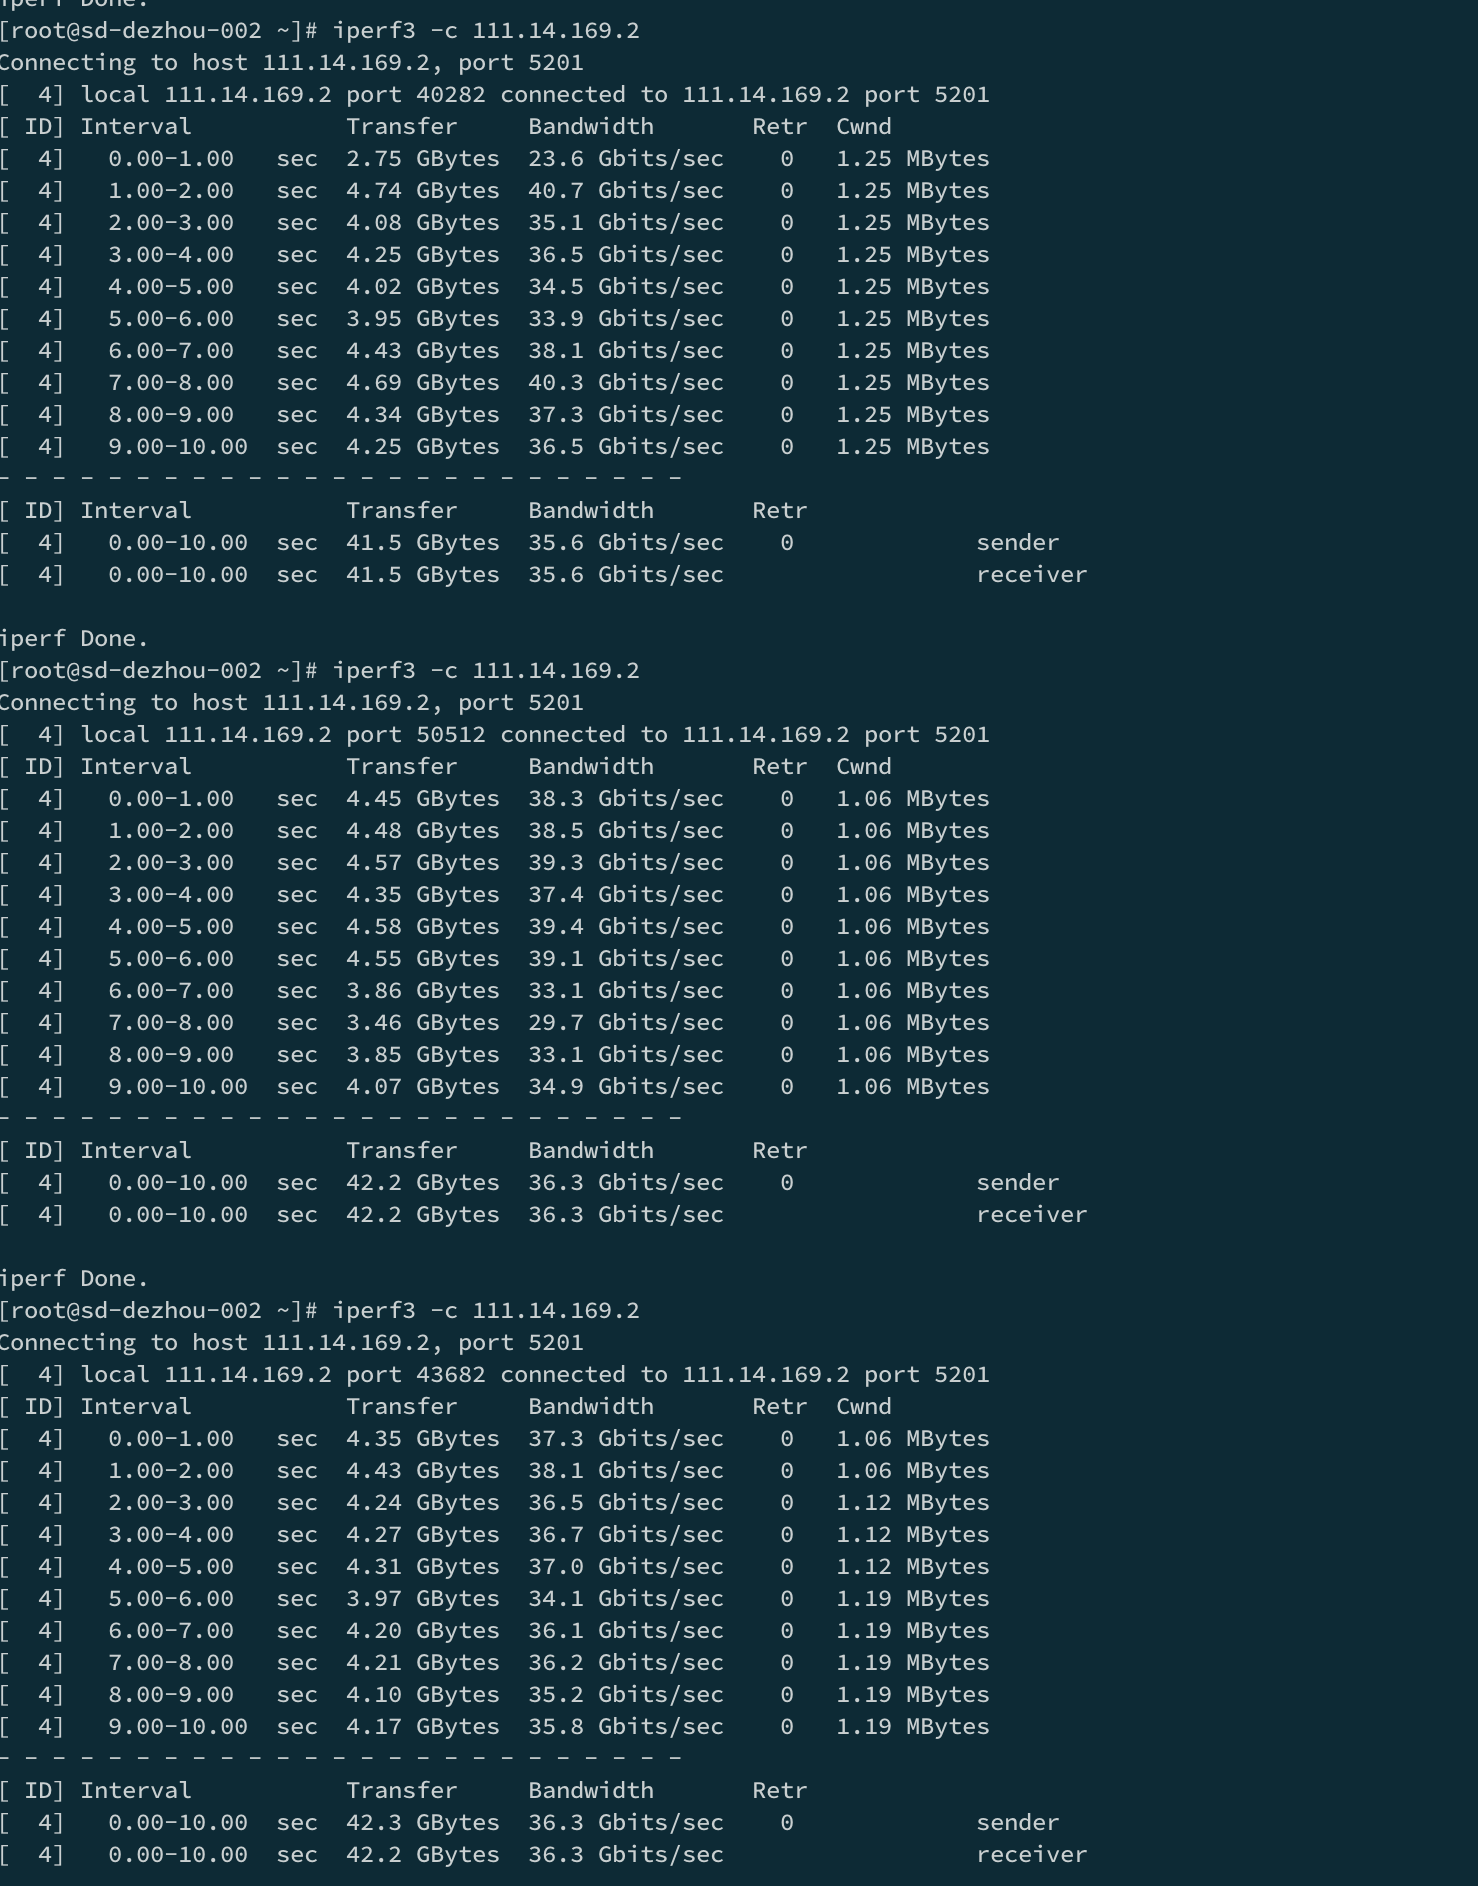 iperf Done.
[root@sd-dezhou-002 ~]# iperf3 -c 111.14.169.2
Connecting to host 111.14.169.2, port 5201
[  4] local 111.14.169.2 port 40282 connected to 111.14.169.2 port 5201
[ ID] Interval           Transfer     Bandwidth       Retr  Cwnd
[  4]   0.00-1.00   sec  2.75 GBytes  23.6 Gbits/sec    0   1.25 MBytes
[  4]   1.00-2.00   sec  4.74 GBytes  40.7 Gbits/sec    0   1.25 MBytes
[  4]   2.00-3.00   sec  4.08 GBytes  35.1 Gbits/sec    0   1.25 MBytes
[  4]   3.00-4.00   sec  4.25 GBytes  36.5 Gbits/sec    0   1.25 MBytes
[  4]   4.00-5.00   sec  4.02 GBytes  34.5 Gbits/sec    0   1.25 MBytes
[  4]   5.00-6.00   sec  3.95 GBytes  33.9 Gbits/sec    0   1.25 MBytes
[  4]   6.00-7.00   sec  4.43 GBytes  38.1 Gbits/sec    0   1.25 MBytes
[  4]   7.00-8.00   sec  4.69 GBytes  40.3 Gbits/sec    0   1.25 MBytes
[  4]   8.00-9.00   sec  4.34 GBytes  37.3 Gbits/sec    0   1.25 MBytes
[  4]   9.00-10.00  sec  4.25 GBytes  36.5 Gbits/sec    0   1.25 MBytes
- - - - - - - - - - - - - - - - - - - - - - - - -
[ ID] Interval           Transfer     Bandwidth       Retr
[  4]   0.00-10.00  sec  41.5 GBytes  35.6 Gbits/sec    0             sender
[  4]   0.00-10.00  sec  41.5 GBytes  35.6 Gbits/sec                  receiver

iperf Done.
[root@sd-dezhou-002 ~]# iperf3 -c 111.14.169.2
Connecting to host 111.14.169.2, port 5201
[  4] local 111.14.169.2 port 50512 connected to 111.14.169.2 port 5201
[ ID] Interval           Transfer     Bandwidth       Retr  Cwnd
[  4]   0.00-1.00   sec  4.45 GBytes  38.3 Gbits/sec    0   1.06 MBytes
[  4]   1.00-2.00   sec  4.48 GBytes  38.5 Gbits/sec    0   1.06 MBytes
[  4]   2.00-3.00   sec  4.57 GBytes  39.3 Gbits/sec    0   1.06 MBytes
[  4]   3.00-4.00   sec  4.35 GBytes  37.4 Gbits/sec    0   1.06 MBytes
[  4]   4.00-5.00   sec  4.58 GBytes  39.4 Gbits/sec    0   1.06 MBytes
[  4]   5.00-6.00   sec  4.55 GBytes  39.1 Gbits/sec    0   1.06 MBytes
[  4]   6.00-7.00   sec  3.86 GBytes  33.1 Gbits/sec    0   1.06 MBytes
[  4]   7.00-8.00   sec  3.46 GBytes  29.7 Gbits/sec    0   1.06 MBytes
[  4]   8.00-9.00   sec  3.85 GBytes  33.1 Gbits/sec    0   1.06 MBytes
[  4]   9.00-10.00  sec  4.07 GBytes  34.9 Gbits/sec    0   1.06 MBytes
- - - - - - - - - - - - - - - - - - - - - - - - -
[ ID] Interval           Transfer     Bandwidth       Retr
[  4]   0.00-10.00  sec  42.2 GBytes  36.3 Gbits/sec    0             sender
[  4]   0.00-10.00  sec  42.2 GBytes  36.3 Gbits/sec                  receiver

iperf Done.
[root@sd-dezhou-002 ~]# iperf3 -c 111.14.169.2
Connecting to host 111.14.169.2, port 5201
[  4] local 111.14.169.2 port 43682 connected to 111.14.169.2 port 5201
[ ID] Interval           Transfer     Bandwidth       Retr  Cwnd
[  4]   0.00-1.00   sec  4.35 GBytes  37.3 Gbits/sec    0   1.06 MBytes
[  4]   1.00-2.00   sec  4.43 GBytes  38.1 Gbits/sec    0   1.06 MBytes
[  4]   2.00-3.00   sec  4.24 GBytes  36.5 Gbits/sec    0   1.12 MBytes
[  4]   3.00-4.00   sec  4.27 GBytes  36.7 Gbits/sec    0   1.12 MBytes
[  4]   4.00-5.00   sec  4.31 GBytes  37.0 Gbits/sec    0   1.12 MBytes
[  4]   5.00-6.00   sec  3.97 GBytes  34.1 Gbits/sec    0   1.19 MBytes
[  4]   6.00-7.00   sec  4.20 GBytes  36.1 Gbits/sec    0   1.19 MBytes
[  4]   7.00-8.00   sec  4.21 GBytes  36.2 Gbits/sec    0   1.19 MBytes
[  4]   8.00-9.00   sec  4.10 GBytes  35.2 Gbits/sec    0   1.19 MBytes
[  4]   9.00-10.00  sec  4.17 GBytes  35.8 Gbits/sec    0   1.19 MBytes
- - - - - - - - - - - - - - - - - - - - - - - - -
[ ID] Interval           Transfer     Bandwidth       Retr
[  4]   0.00-10.00  sec  42.3 GBytes  36.3 Gbits/sec    0             sender
[  4]   0.00-10.00  sec  42.2 GBytes  36.3 Gbits/sec                  receiver